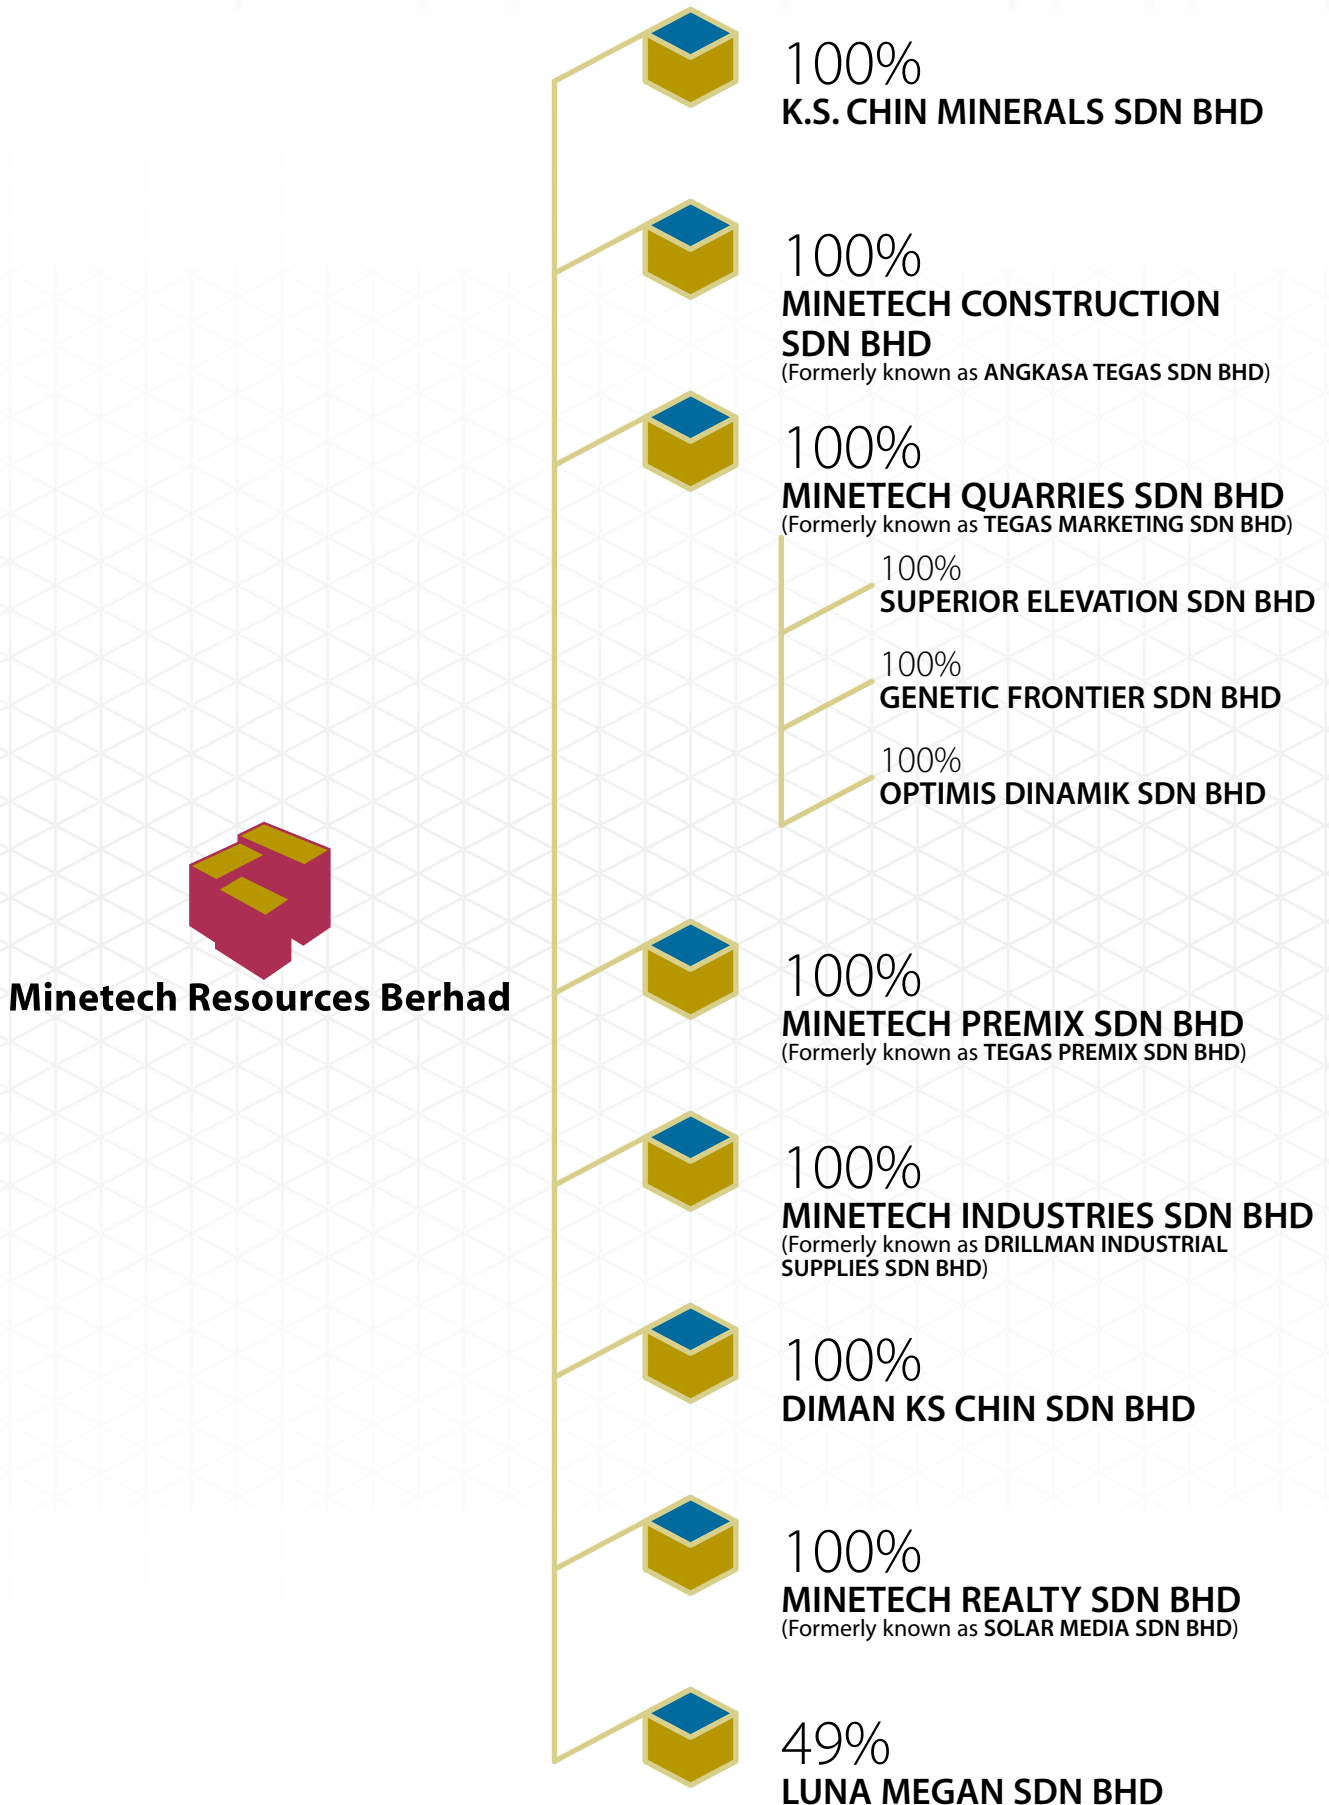 100%
K.S. CHIN MINERALS SDN BHD
100%
MINETECH CONSTRUCTION
SDN BHD
(Formerly known as ANGKASA TEGAS SDN BHD)
100%
MINETECH QUARRIES SDN BHD
(Formerly known as TEGAS MARKETING SDN BHD)
100%
SUPERIOR ELEVATION SDN BHD
100%
GENETIC FRONTIER SDN BHD
100%
OPTIMIS DINAMIK SDN BHD
Minetech Resources Berhad
100%
MINETECH PREMIX SDN BHD
(Formerly known as TEGAS PREMIX SDN BHD)
100%
MINETECH INDUSTRIES SDN BHD
(Formerly known as DRILLMAN INDUSTRIAL
SUPPLIES SDN BHD)
100%
DIMAN KS CHIN SDN BHD
100%
MINETECH REALTY SDN BHD
(Formerly known as SOLAR MEDIA SDN BHD)
49%
LUNA MEGAN SDN BHD